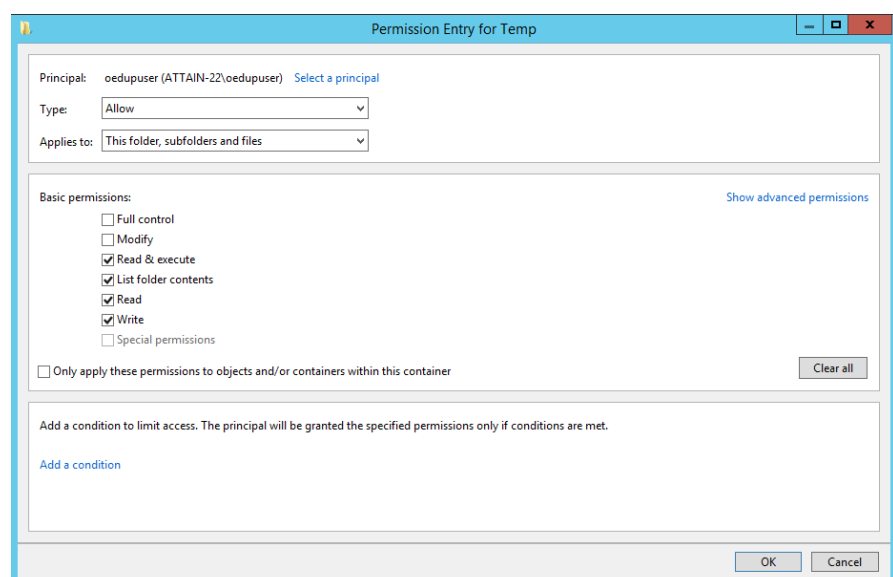 Permission Entry for Temp
Principal: oedupuser (ATTAIN-22\oedupuser) Select a principal
Type: Allow
Applies to: This folder, subfolders and files
Basic permissions: Show advanced permissions
Full control
Modify
Read & execute
List folder contents
Read
Write
Special permissions
Only apply these permissions to objects and/or containers within this container Clear all
Add a condition to limit access. The principal will be granted the specified permissions only if conditions are met.
Add a condition
OK Cancel